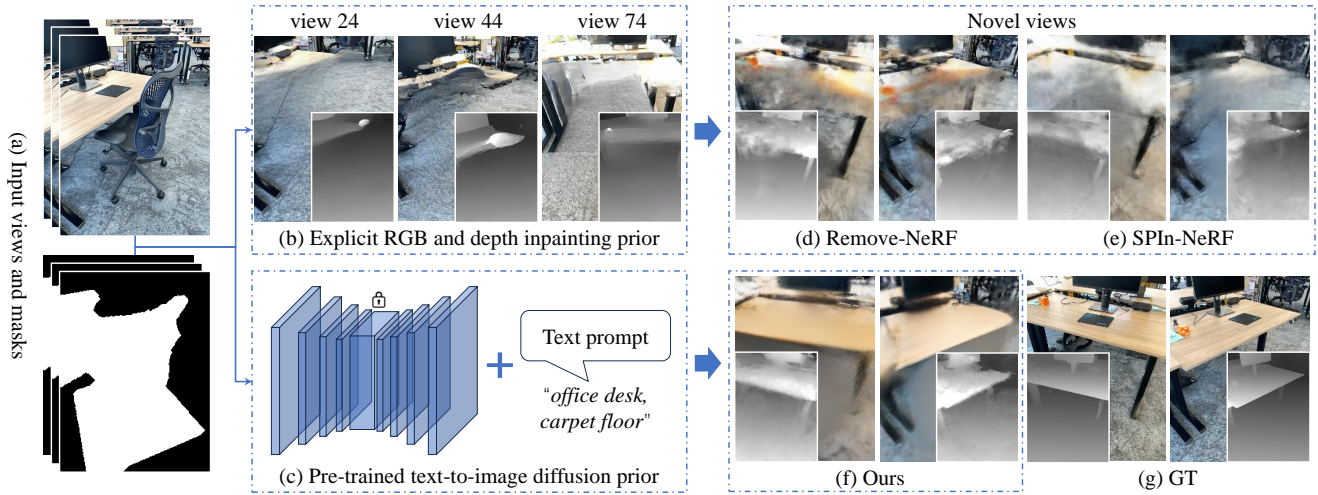 (a) Input views and masks
view 24
view 44
view 74
(b) Explicit RGB and depth inpainting prior
Novel views
(d) Remove-NeRF
(e) SPIn-NeRF
Text prompt
“office desk,
carpet floor”
(c) Pre-trained text-to-image diffusion prior
(f) Ours
(g) GT